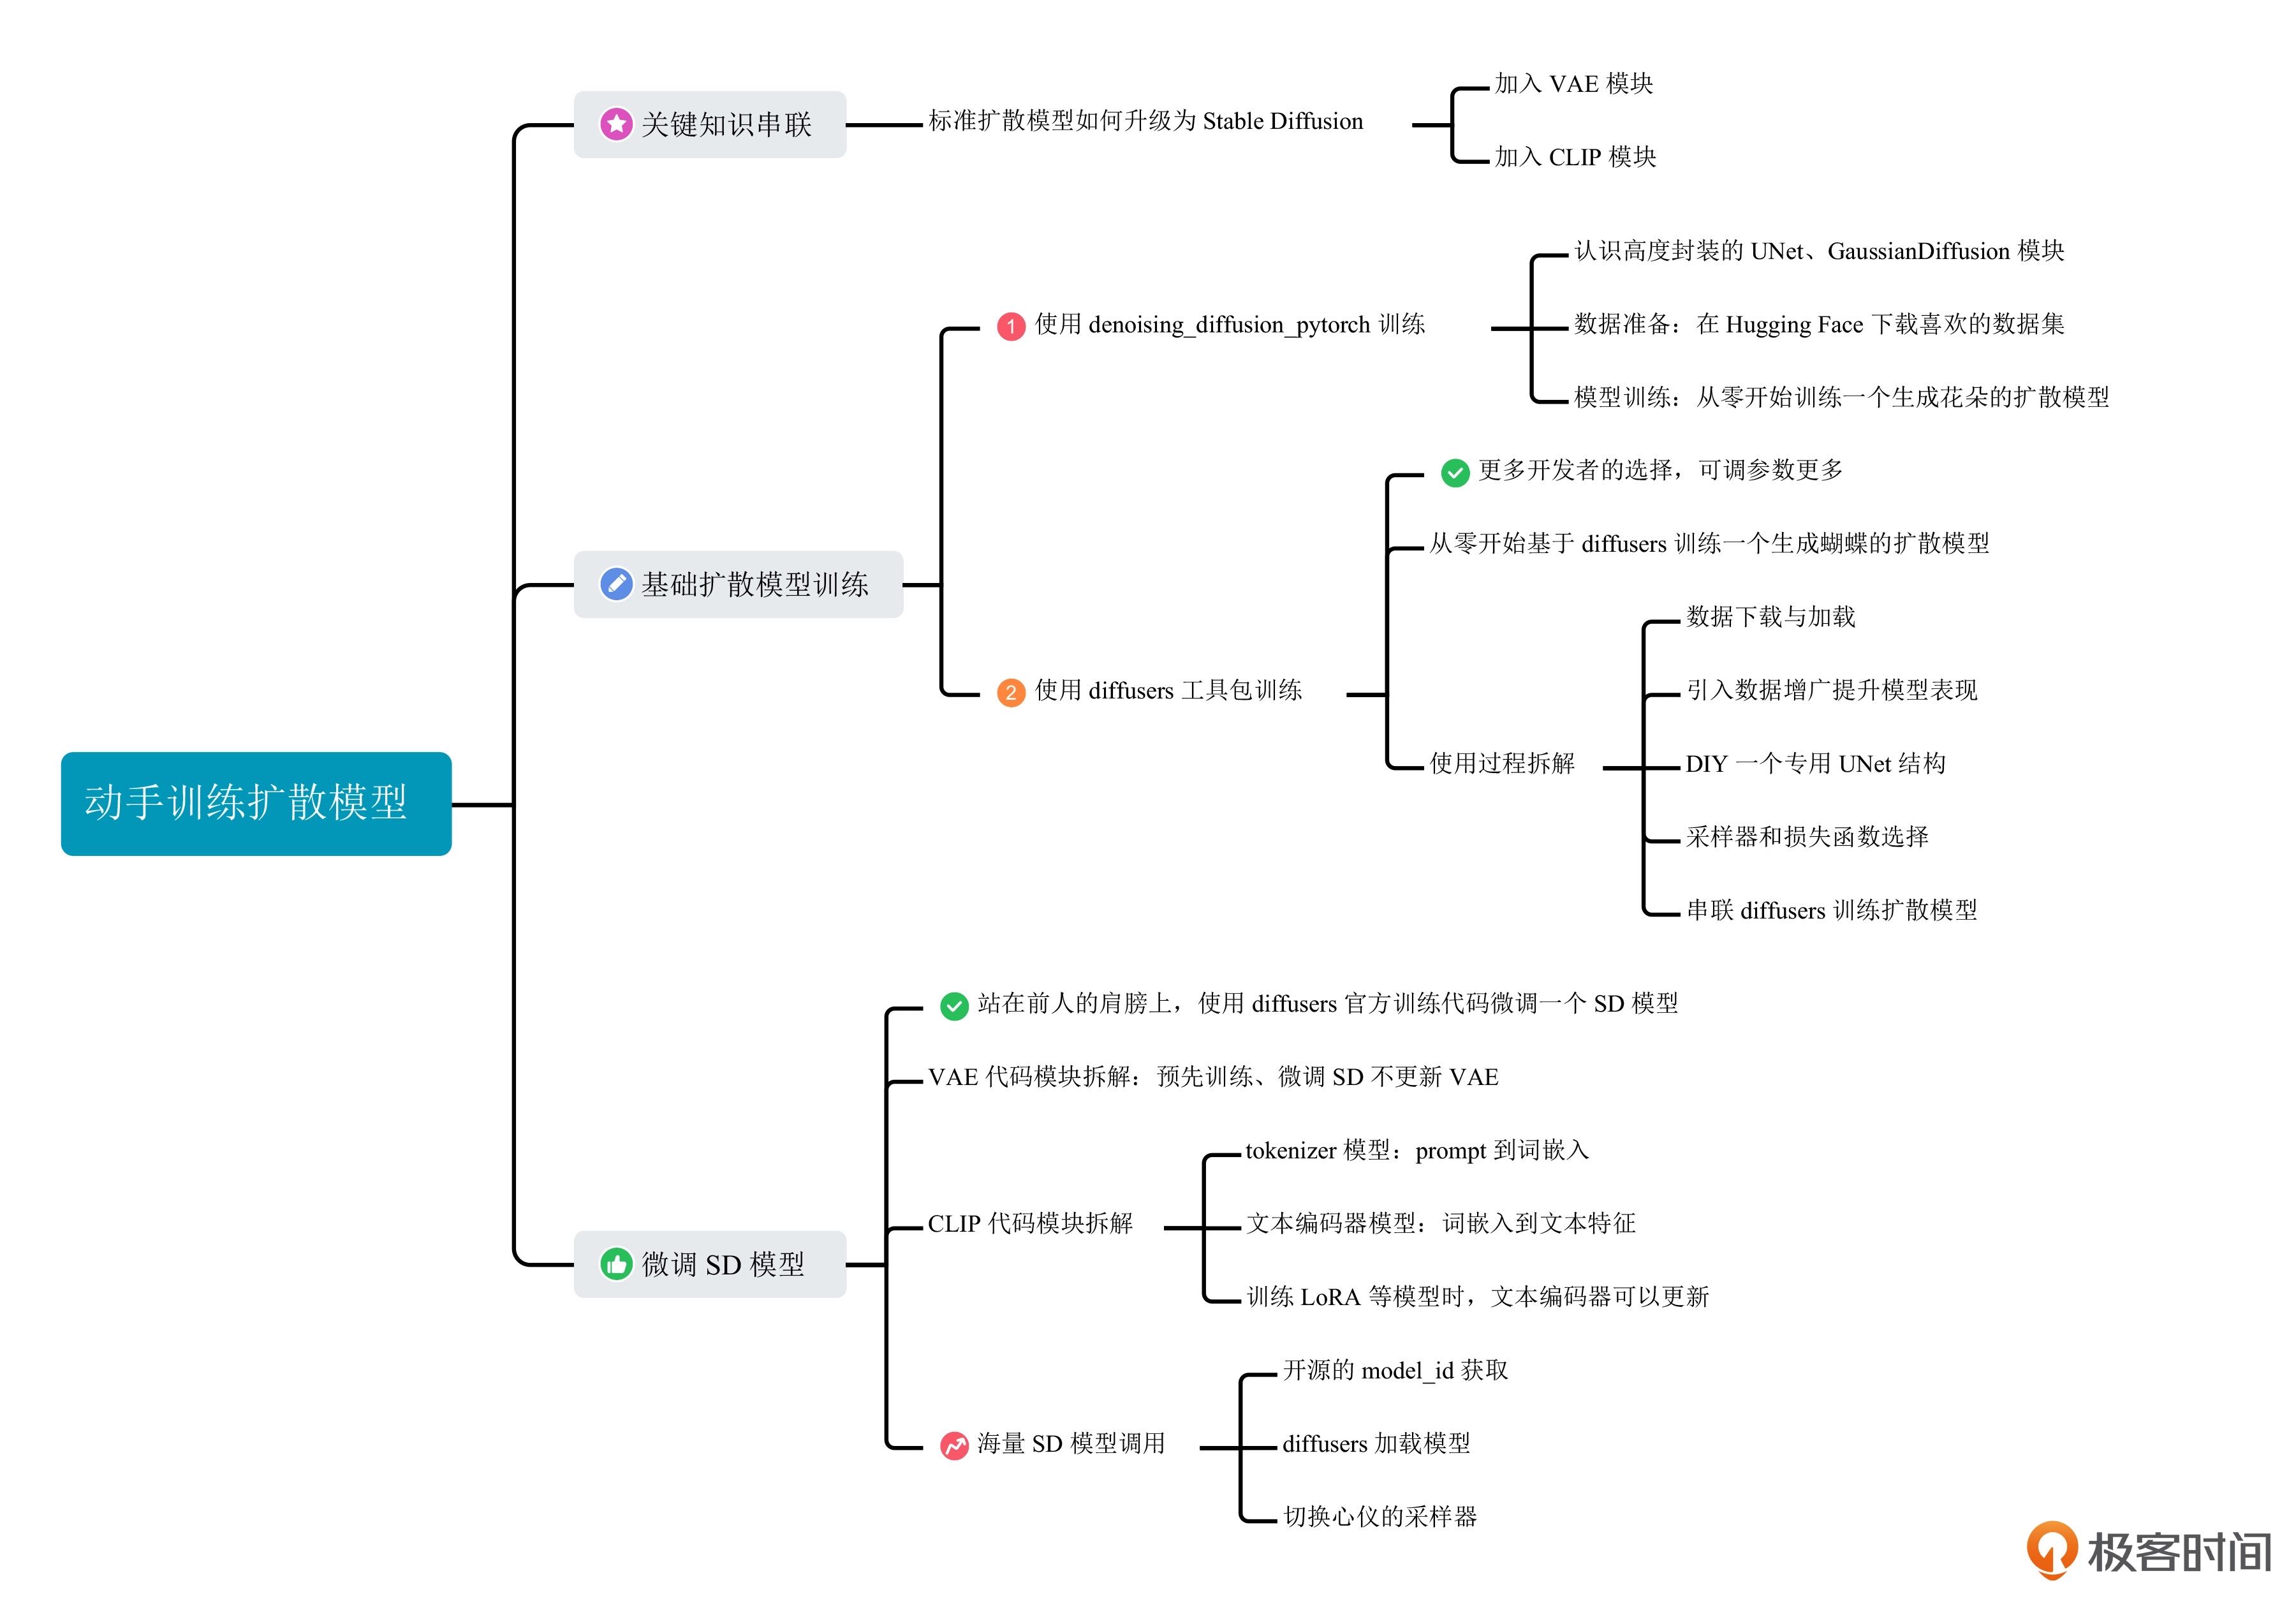 动手训练扩散模型
关键知识串联
标准扩散模型如何升级为 Stable Diffusion
加入 VAE 模块
加入 CLIP 模块
基础扩散模型训练
1 使用 denoising_diffusion_pytorch 训练
认识高度封装的 UNet、GaussianDiffusion 模块
数据准备：在 Hugging Face 下载喜欢的数据集
模型训练：从零开始训练一个生成花朵的扩散模型
2 使用 diffusers 工具包训练
更多开发者的选择，可调参数更多
从零开始基于 diffusers 训练一个生成蝴蝶的扩散模型
使用过程拆解
数据下载与加载
引入数据增广提升模型表现
DIY 一个专用 UNet 结构
采样器和损失函数选择
串联 diffusers 训练扩散模型
微调 SD 模型
站在前人的肩膀上，使用 diffusers 官方训练代码微调一个 SD 模型
VAE 代码模块拆解：预先训练、微调 SD 不更新 VAE
CLIP 代码模块拆解
tokenizer 模型：prompt 到词嵌入
文本编码器模型：词嵌入到文本特征
训练 LoRA 等模型时，文本编码器可以更新
海量 SD 模型调用
开源的 model_id 获取
diffusers 加载模型
切换心仪的采样器
极客时间